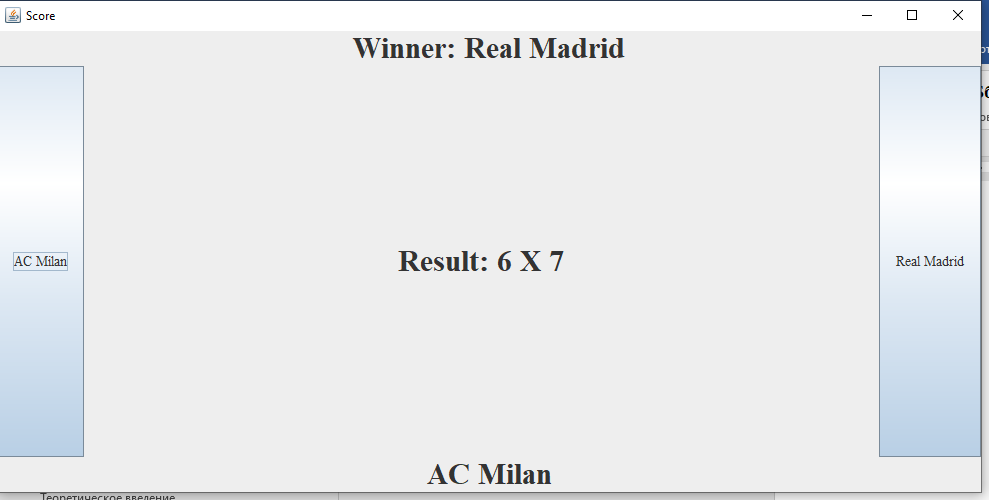 Score
Winner: Real Madrid
AC Milan
Result: 6 X 7
Real Madrid
AC Milan
Теоретическое введение